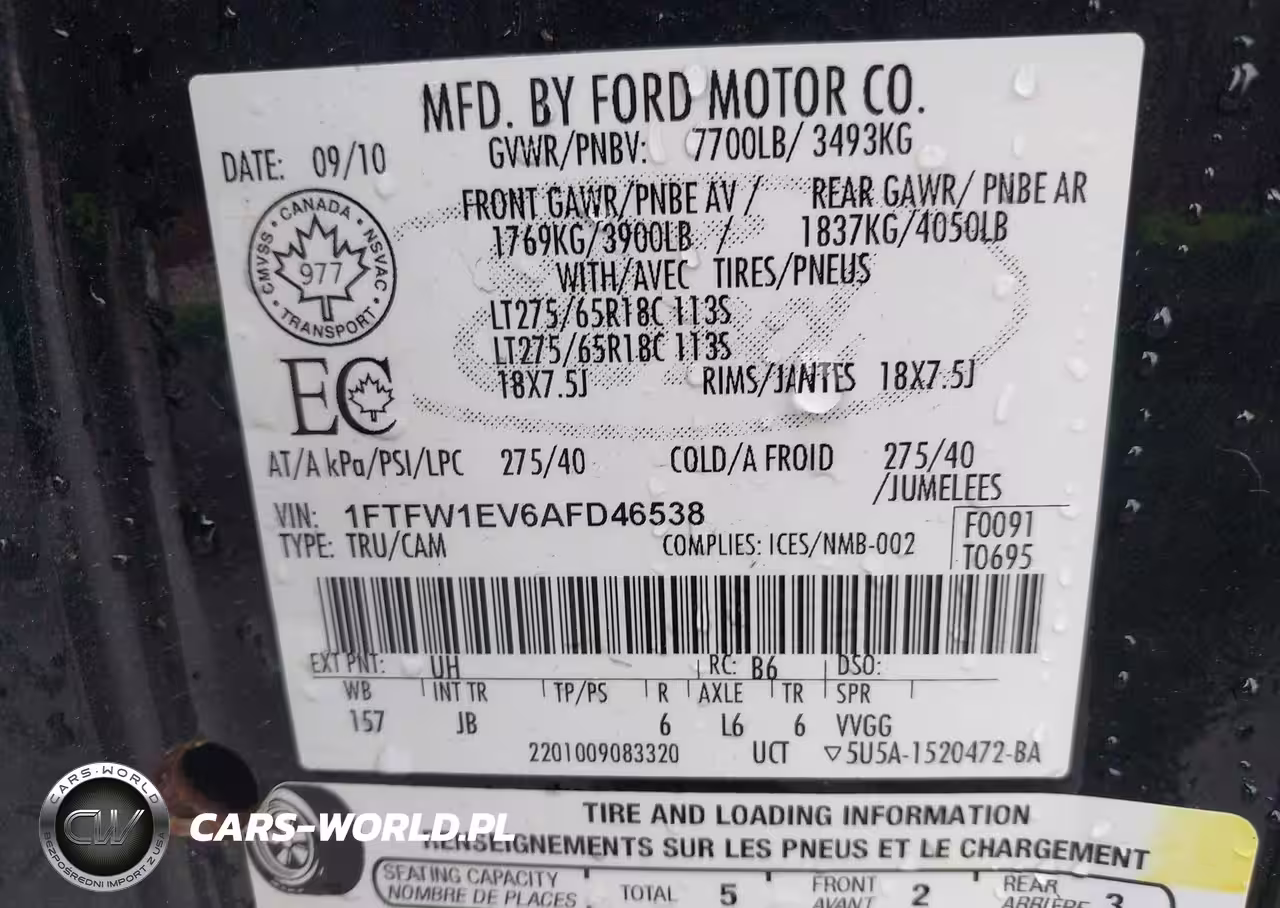 MFD. BY FORD MOTOR CO.
DATE: 09/10
GVWR/PNBV: 7700LB/ 3493KG
FRONT GAWR/PNBE AV / REAR GAWR/ PNBE AR
1769KG/3900LB / 1837KG/4050LB
WITH/AVEC TIRES/PNEUS
LT275/65R18C 113S
LT275/65R18C 113S
18X7.5J RIMS/JANTES 18X7.5J
CANADA
CMVSS NSVAC
977
TRANSPORT
EC
AT/A kPa/PSI/LPC 275/40 COLD/A FROID 275/40
/JUMELEES
VIN: 1FTFW1EV6AFD46538
TYPE: TRU/CAM COMPLIES: ICES/NMB-002
F0091
T0695
EXT PNT: UH RC: B6 DSO:
WB INT TR TP/PS R AXLE TR SPR
157 JB 6 L6 6 VVGG
2201009083320 UCT ▽5U5A-1520472-BA
TIRE AND LOADING INFORMATION
RENSEIGNEMENTS SUR LES PNEUS ET LE CHARGEMENT
SEATING CAPACITY
NOMBRE DE PLACES
TOTAL 5
FRONT
AVANT 2
REAR
ARRIÈRE 3
CARS-WORLD
CW
BEZPOŚREDNI IMPORT Z USA
CARS-WORLD.PL